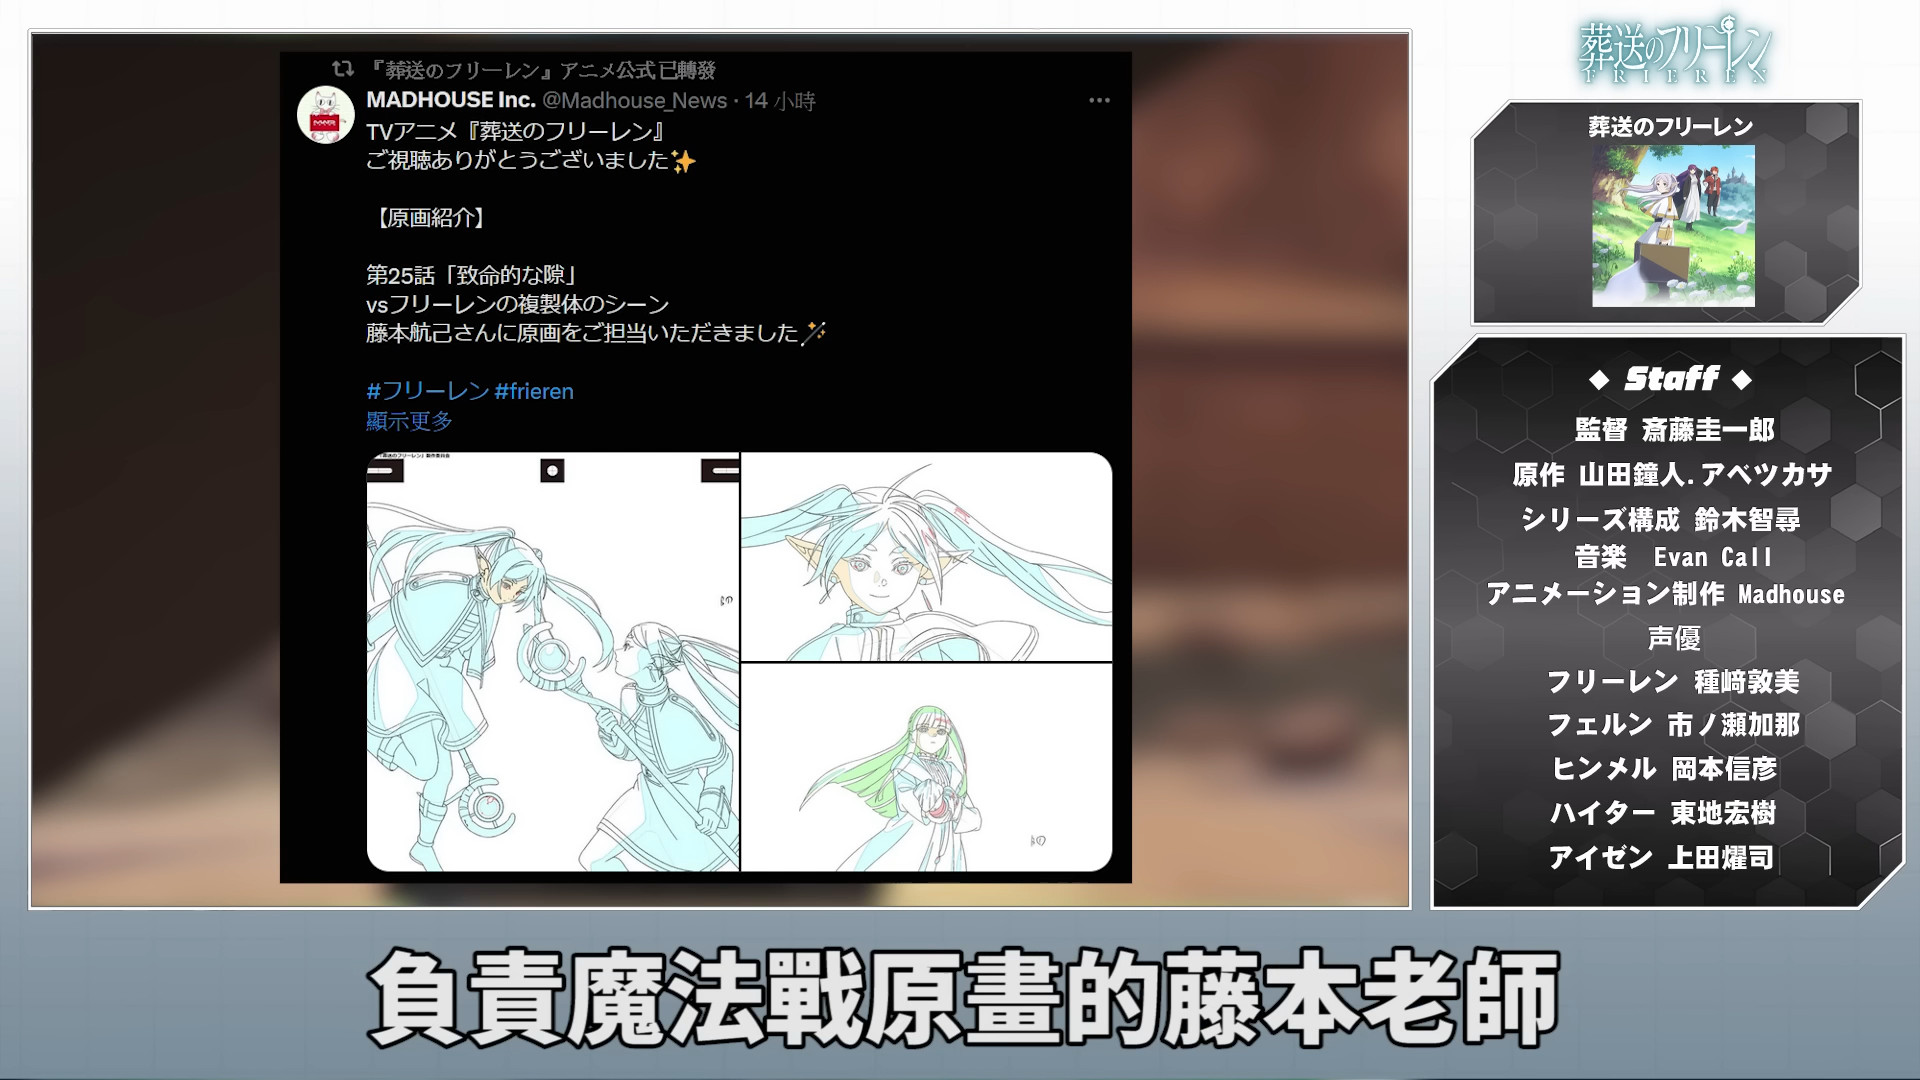 『葬送のフリーレン』アニメ公式 已轉發
MADHOUSE Inc. @Madhouse_News · 14 小時
TVアニメ『葬送のフリーレン』
ご視聴ありがとうございました✨
【原画紹介】
第25話「致命的な隙」
vsフリーレンの複製体のシーン
藤本航己さんに原画をご担当いただきました🪄
#フリーレン #frieren
顯示更多
葬送のフリーレン
FRIEREN
葬送のフリーレン
◆ Staff ◆
監督 斎藤圭一郎
原作 山田鐘人.アベツカサ
シリーズ構成 鈴木智尋
音楽 Evan Call
アニメーション制作 Madhouse
声優
フリーレン 種﨑敦美
フェルン 市ノ瀬加那
ヒンメル 岡本信彦
ハイター 東地宏樹
アイゼン 上田燿司
負責魔法戰原畫的藤本老師